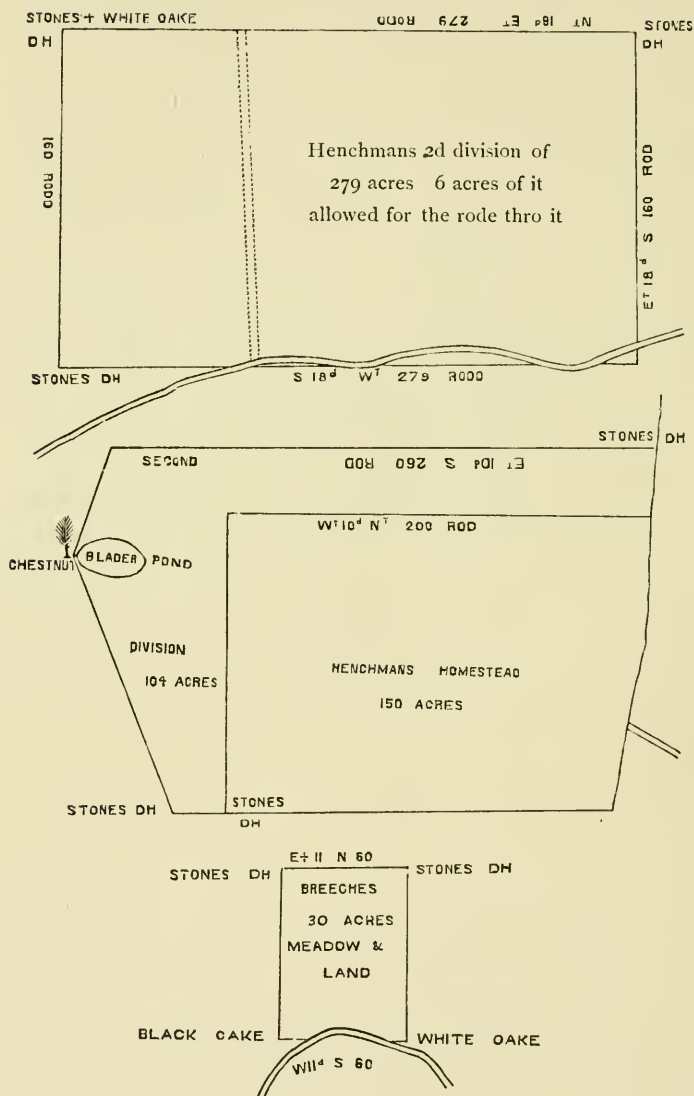 STONES + WHITE OAKE
NT 18d ET 279 RODD
STONES
DH
DH
160 RODD
Henchmans 2d division of
279 acres 6 acres of it
allowed for the rode thro it
ET 18d S 160 ROD
STONES DH
S 18d WT 279 RODD
STONES DH
SECOND
ET 10d S 260 ROD
WT 10d NT 200 ROD
CHESTNUT
BLADER POND
DIVISION
104 ACRES
HENCHMANS HOMESTEAD
150 ACRES
STONES DH
STONES
DH
E+ 11 N 60
STONES DH
STONES DH
BREECHES
30 ACRES
MEADOW &
LAND
BLACK OAKE
WHITE OAKE
W11d S 60